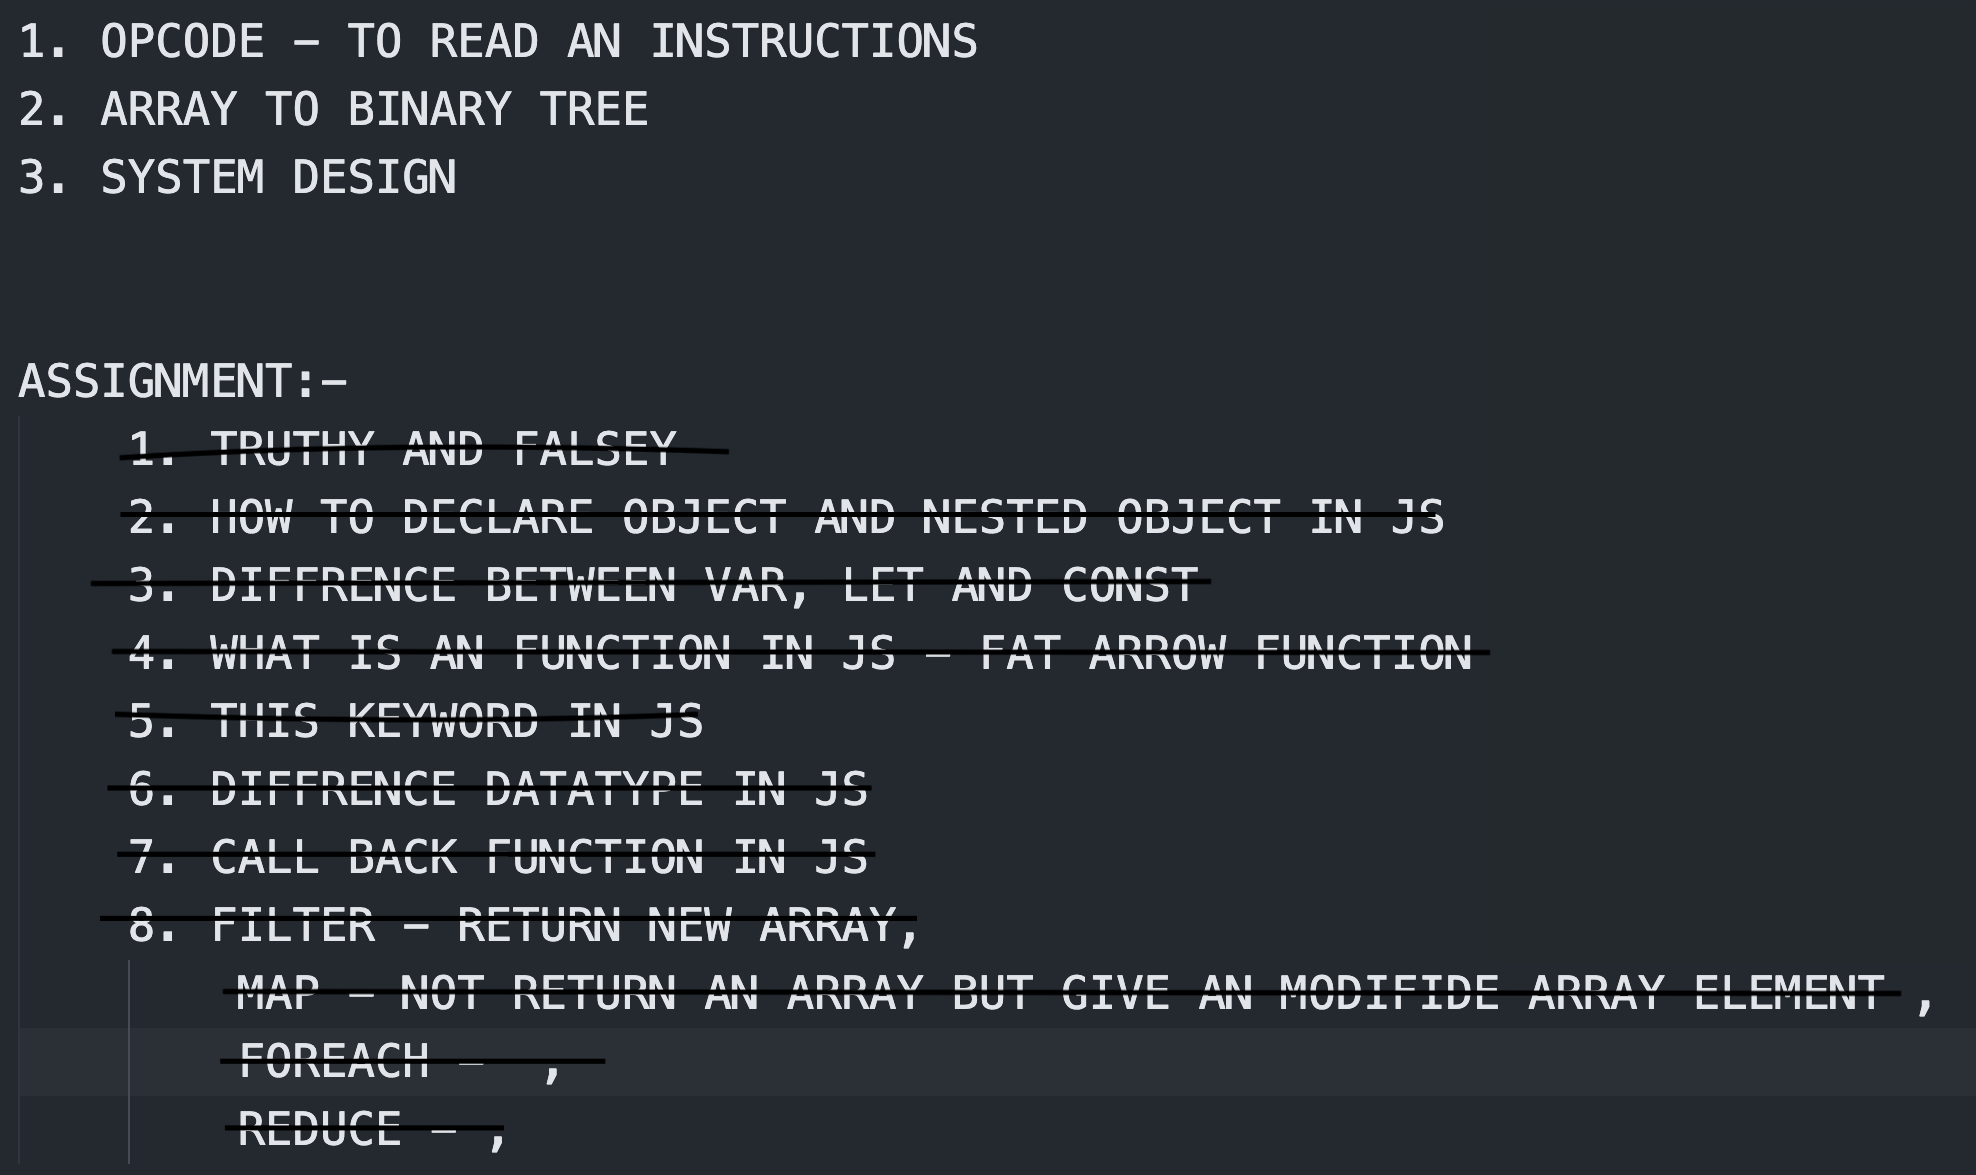 1. OPCODE - TO READ AN INSTRUCTIONS
2. ARRAY TO BINARY TREE
3. SYSTEM DESIGN
ASSIGNMENT:-
1. TRUTHY AND FALSEY
2. HOW TO DECLARE OBJECT AND NESTED OBJECT IN JS
3. DIFFRENCE BETWEEN VAR, LET AND CONST
4. WHAT IS AN FUNCTION IN JS - FAT ARROW FUNCTION
5. THIS KEYWORD IN JS
6. DIFFRENCE DATATYPE IN JS
7. CALL BACK FUNCTION IN JS
8. FILTER - RETURN NEW ARRAY,
MAP - NOT RETURN AN ARRAY BUT GIVE AN MODIFIDE ARRAY ELEMENT ,
FOREACH -  ,
REDUCE - ,